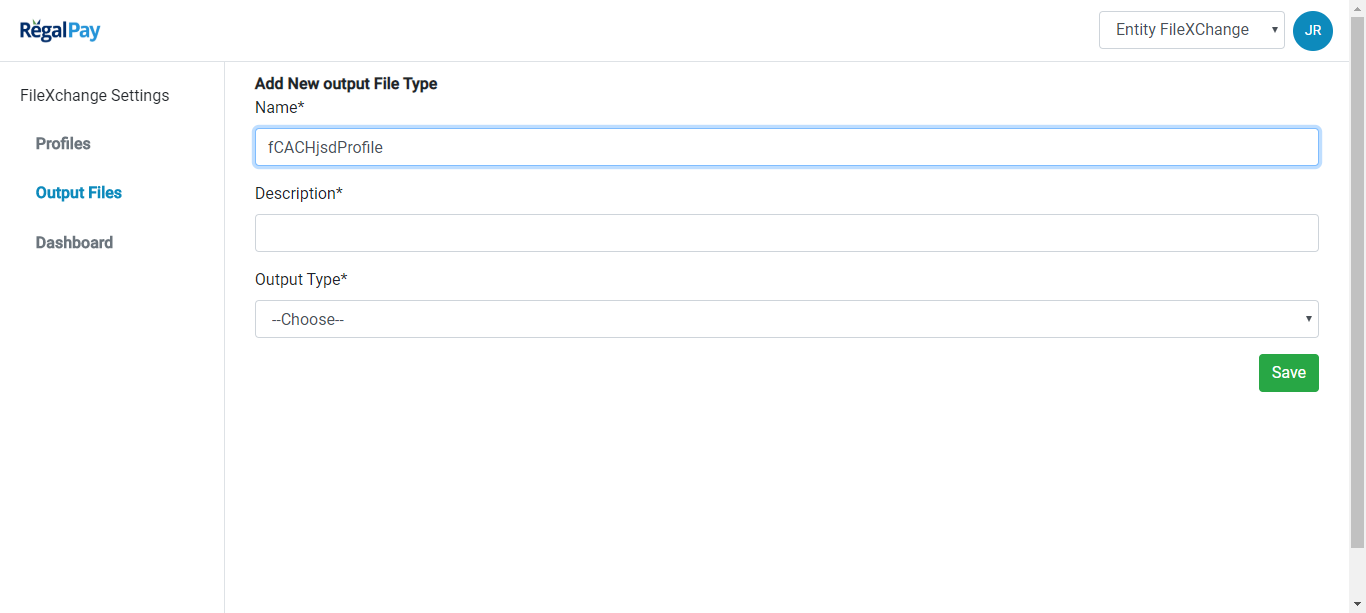 RegalPay
Entity FileXChange
JR
FileXchange Settings
Profiles
Output Files
Dashboard
Add New output File Type
Name*
fCACHjsdProfile
Description*
Output Type*
--Choose--
Save